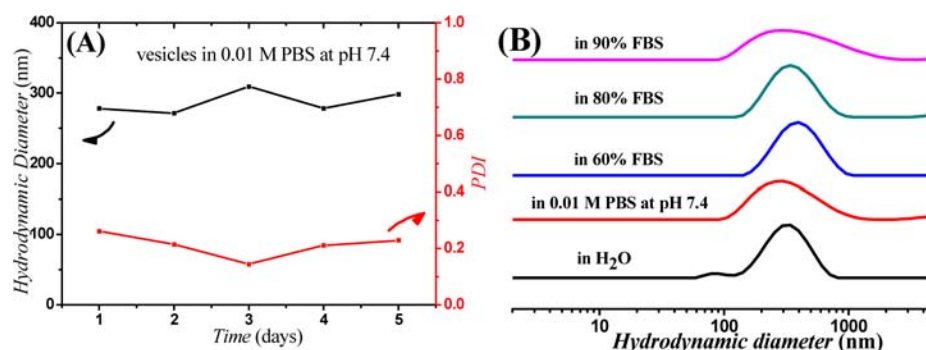 (A)
vesicles in 0.01 M PBS at pH 7.4
Hydrodynamic Diameter (nm)
400
300
200
100
0
1.0
0.8
0.6
0.4
0.2
0.0
PDI
1 2 3 4 5
Time (days)
(B)
in 90% FBS
in 80% FBS
in 60% FBS
in 0.01 M PBS at pH 7.4
in H₂O
10 100 1000
Hydrodynamic diameter (nm)